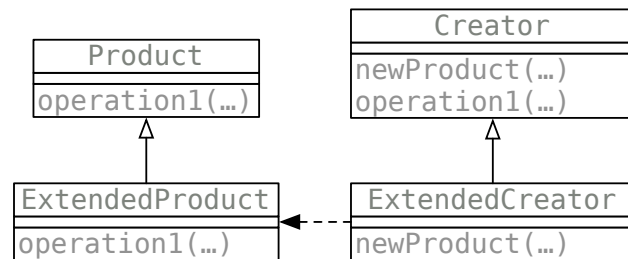 Product
operation1(…)
Creator
newProduct(…)
operation1(…)
ExtendedProduct
operation1(…)
ExtendedCreator
newProduct(…)